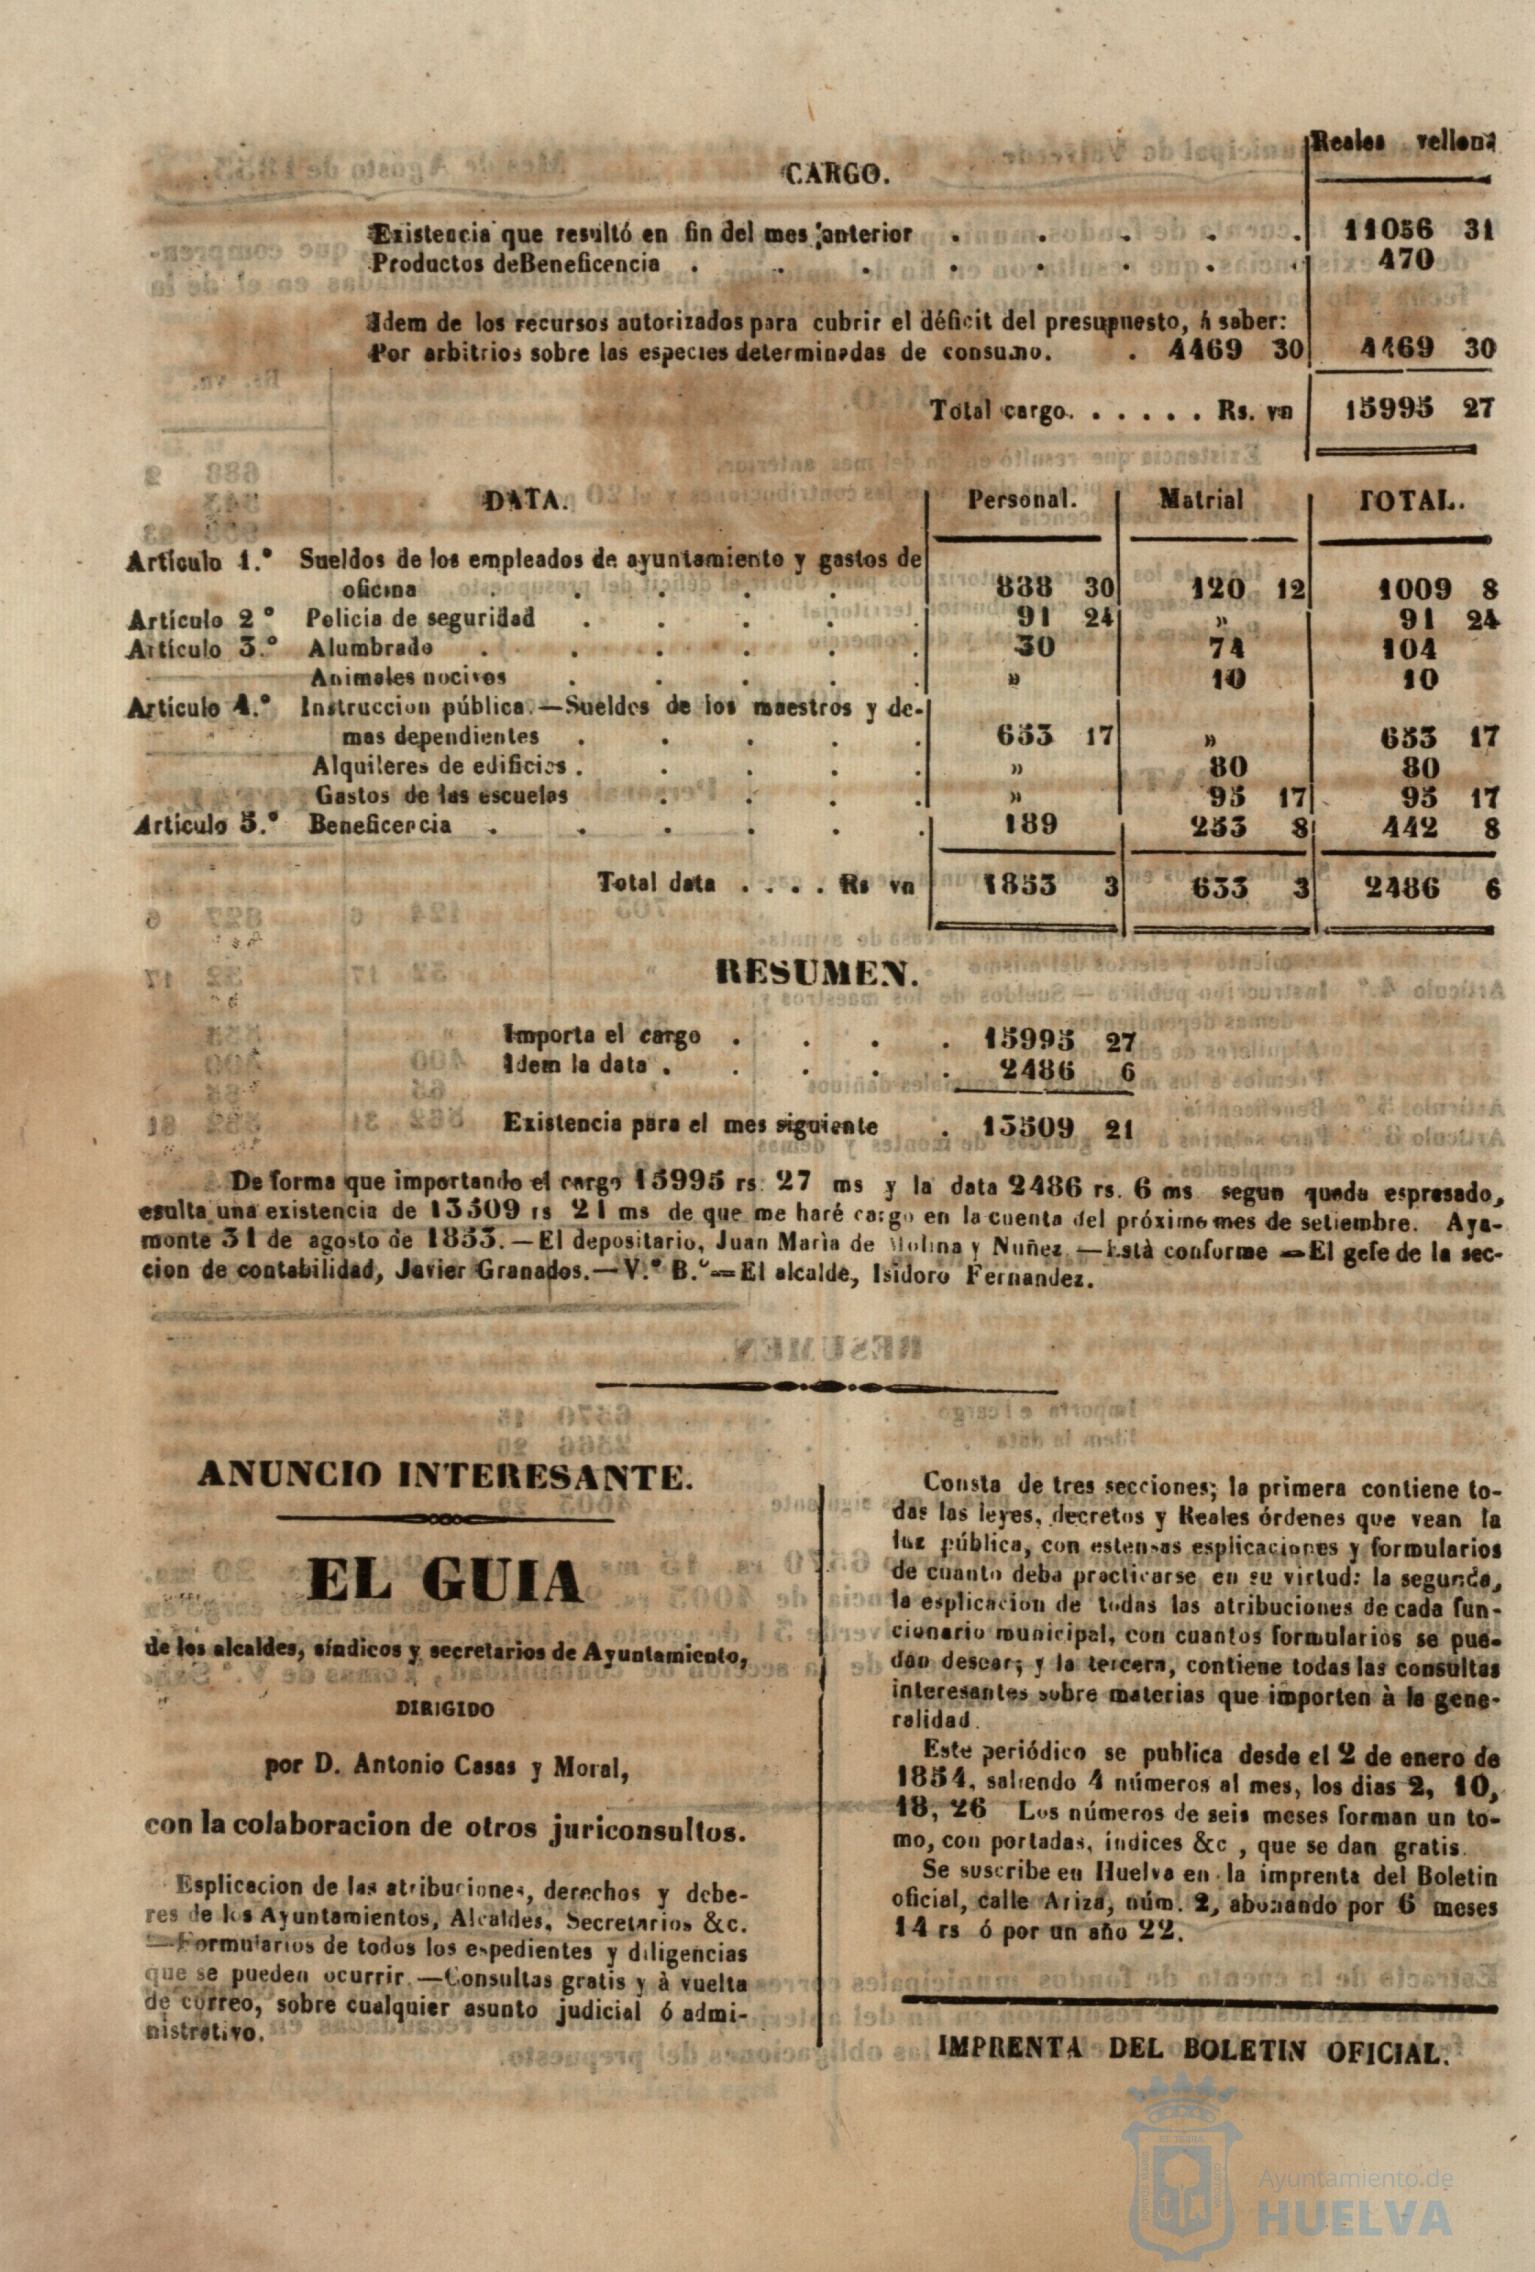 Reales vellon
CARGO.
Existencia que resultó en fin del mes anterior . . . . . 11056 31
Productos deBeneficencia . . . . . . . . 470
Idem de los recursos autorizados para cubrir el déficit del presupuesto, á saber:
Por arbitrios sobre las especies determinadas de consumo. . 4469 30 4469 30
Total cargo. . . . . . Rs. vn 15995 27
DATA. Personal. Matrial TOTAL.
Artículo 1.º Sueldos de los empleados de ayuntamiento y gastos de
oficina . . . . . 888 30 120 12 1009 8
Artículo 2º Policia de seguridad . . . . . 91 24 » 91 24
Artículo 3.º Alumbrado . . . . . . 30 74 104
Animales nocivos . . . . . » 10 10
Artículo 4.º Instruccion pública.—Sueldos de los maestros y de-
mas dependientes . . . . . 653 17 » 653 17
Alquileres de edificios . . . . . » 80 80
Gastos de las escuelas . . . . » 95 17 95 17
Artículo 5.º Beneficencia . . . . . . 189 253 8 442 8
Total data . . . . Rs vn 1853 3 633 3 2486 6
RESUMEN.
Importa el cargo . . . . 15995 27
Idem la data . . . . . 2486 6
Existencia para el mes siguiente . 13509 21
De forma que importando el cargo 15995 rs. 27 ms y la data 2486 rs. 6 ms segun queda espresado,
esulta una existencia de 13509 rs 21 ms de que me haré cargo en la cuenta del próximo mes de setiembre. Aya-
monte 31 de agosto de 1853.—El depositario, Juan Marìa de Molina y Nuñez.—Està conforme—El gefe de la sec-
cion de contabilidad, Javier Granados.—V.º B.º—El alcalde, Isidoro Fernandez.
ANUNCIO INTERESANTE.
EL GUIA
de los alcaldes, síndicos y secretarios de Ayuntamiento,
DIRIGIDO
por D. Antonio Casas y Moral,
con la colaboracion de otros juriconsultos.
Esplicacion de las atribuciones, derechos y debe-
res de los Ayuntamientos, Alcaldes, Secretarios &c.
—Formularios de todos los espedientes y diligencias
que se pueden ocurrir.—Consultas gratis y à vuelta
de correo, sobre cualquier asunto judicial ó admi-
nistrativo.
Consta de tres secciones; la primera contiene to-
das las leyes, decretos y Reales órdenes que vean la
luz pública, con estensas esplicaciones y formularios
de cuanto deba practicarse en su virtud: la segunda,
la esplicacion de todas las atribuciones de cada fun-
cionario municipal, con cuantos formularios se pue-
dan desear; y la tercera, contiene todas las consultas
interesantes sobre materias que importen à la gene-
ralidad.
Este periódico se publica desde el 2 de enero de
1854, saliendo 4 números al mes, los dias 2, 10,
18, 26 Los números de seis meses forman un to-
mo, con portadas, índices &c , que se dan gratis.
Se suscribe en Huelva en la imprenta del Boletin
oficial, calle Ariza, núm. 2, abonando por 6 meses
14 rs ó por un año 22.
IMPRENTA DEL BOLETIN OFICIAL.
Ayuntamiento de
HUELVA